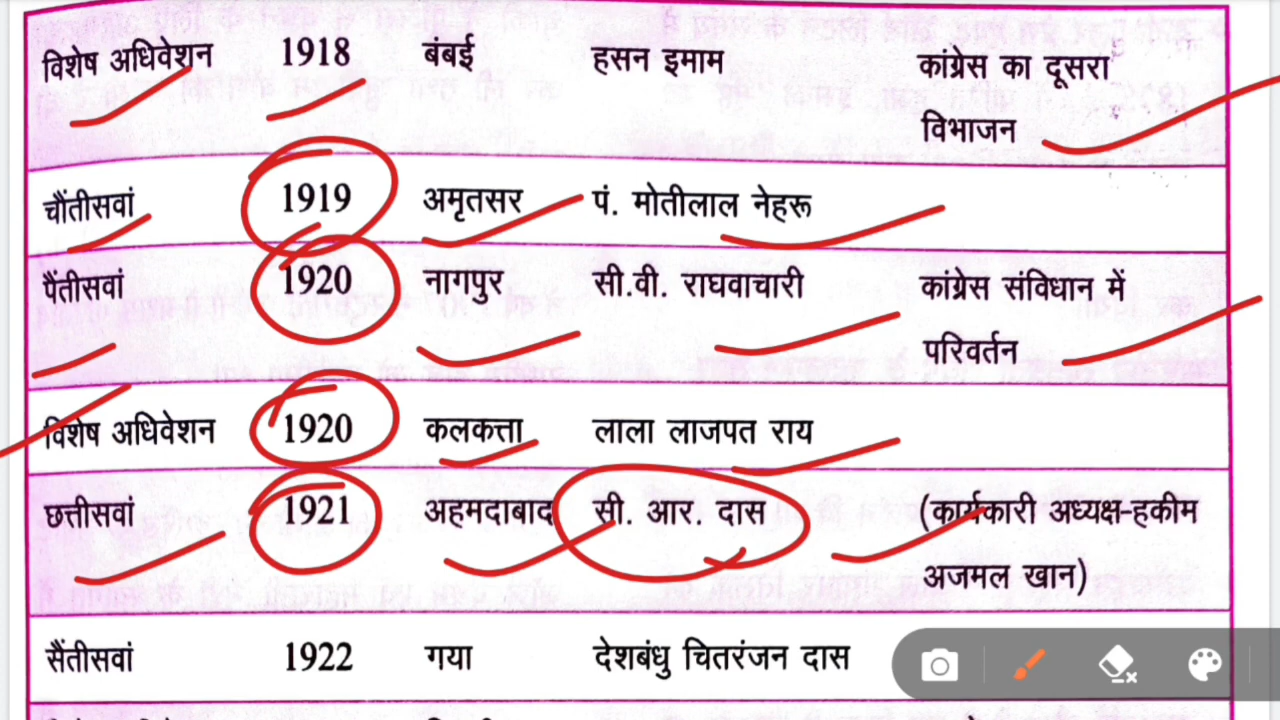 विशेष अधिवेशन 1918 बंबई हसन इमाम कांग्रेस का दूसरा
विभाजन
चौंतीसवां 1919 अमृतसर पं. मोतीलाल नेहरू
पैंतीसवां 1920 नागपुर सी.वी. राघवाचारी कांग्रेस संविधान में
परिवर्तन
विशेष अधिवेशन 1920 कलकत्ता लाला लाजपत राय
छत्तीसवां 1921 अहमदाबाद सी. आर. दास (कार्यकारी अध्यक्ष-हकीम
अजमल खान)
सैंतीसवां 1922 गया देशबंधु चितरंजन दास